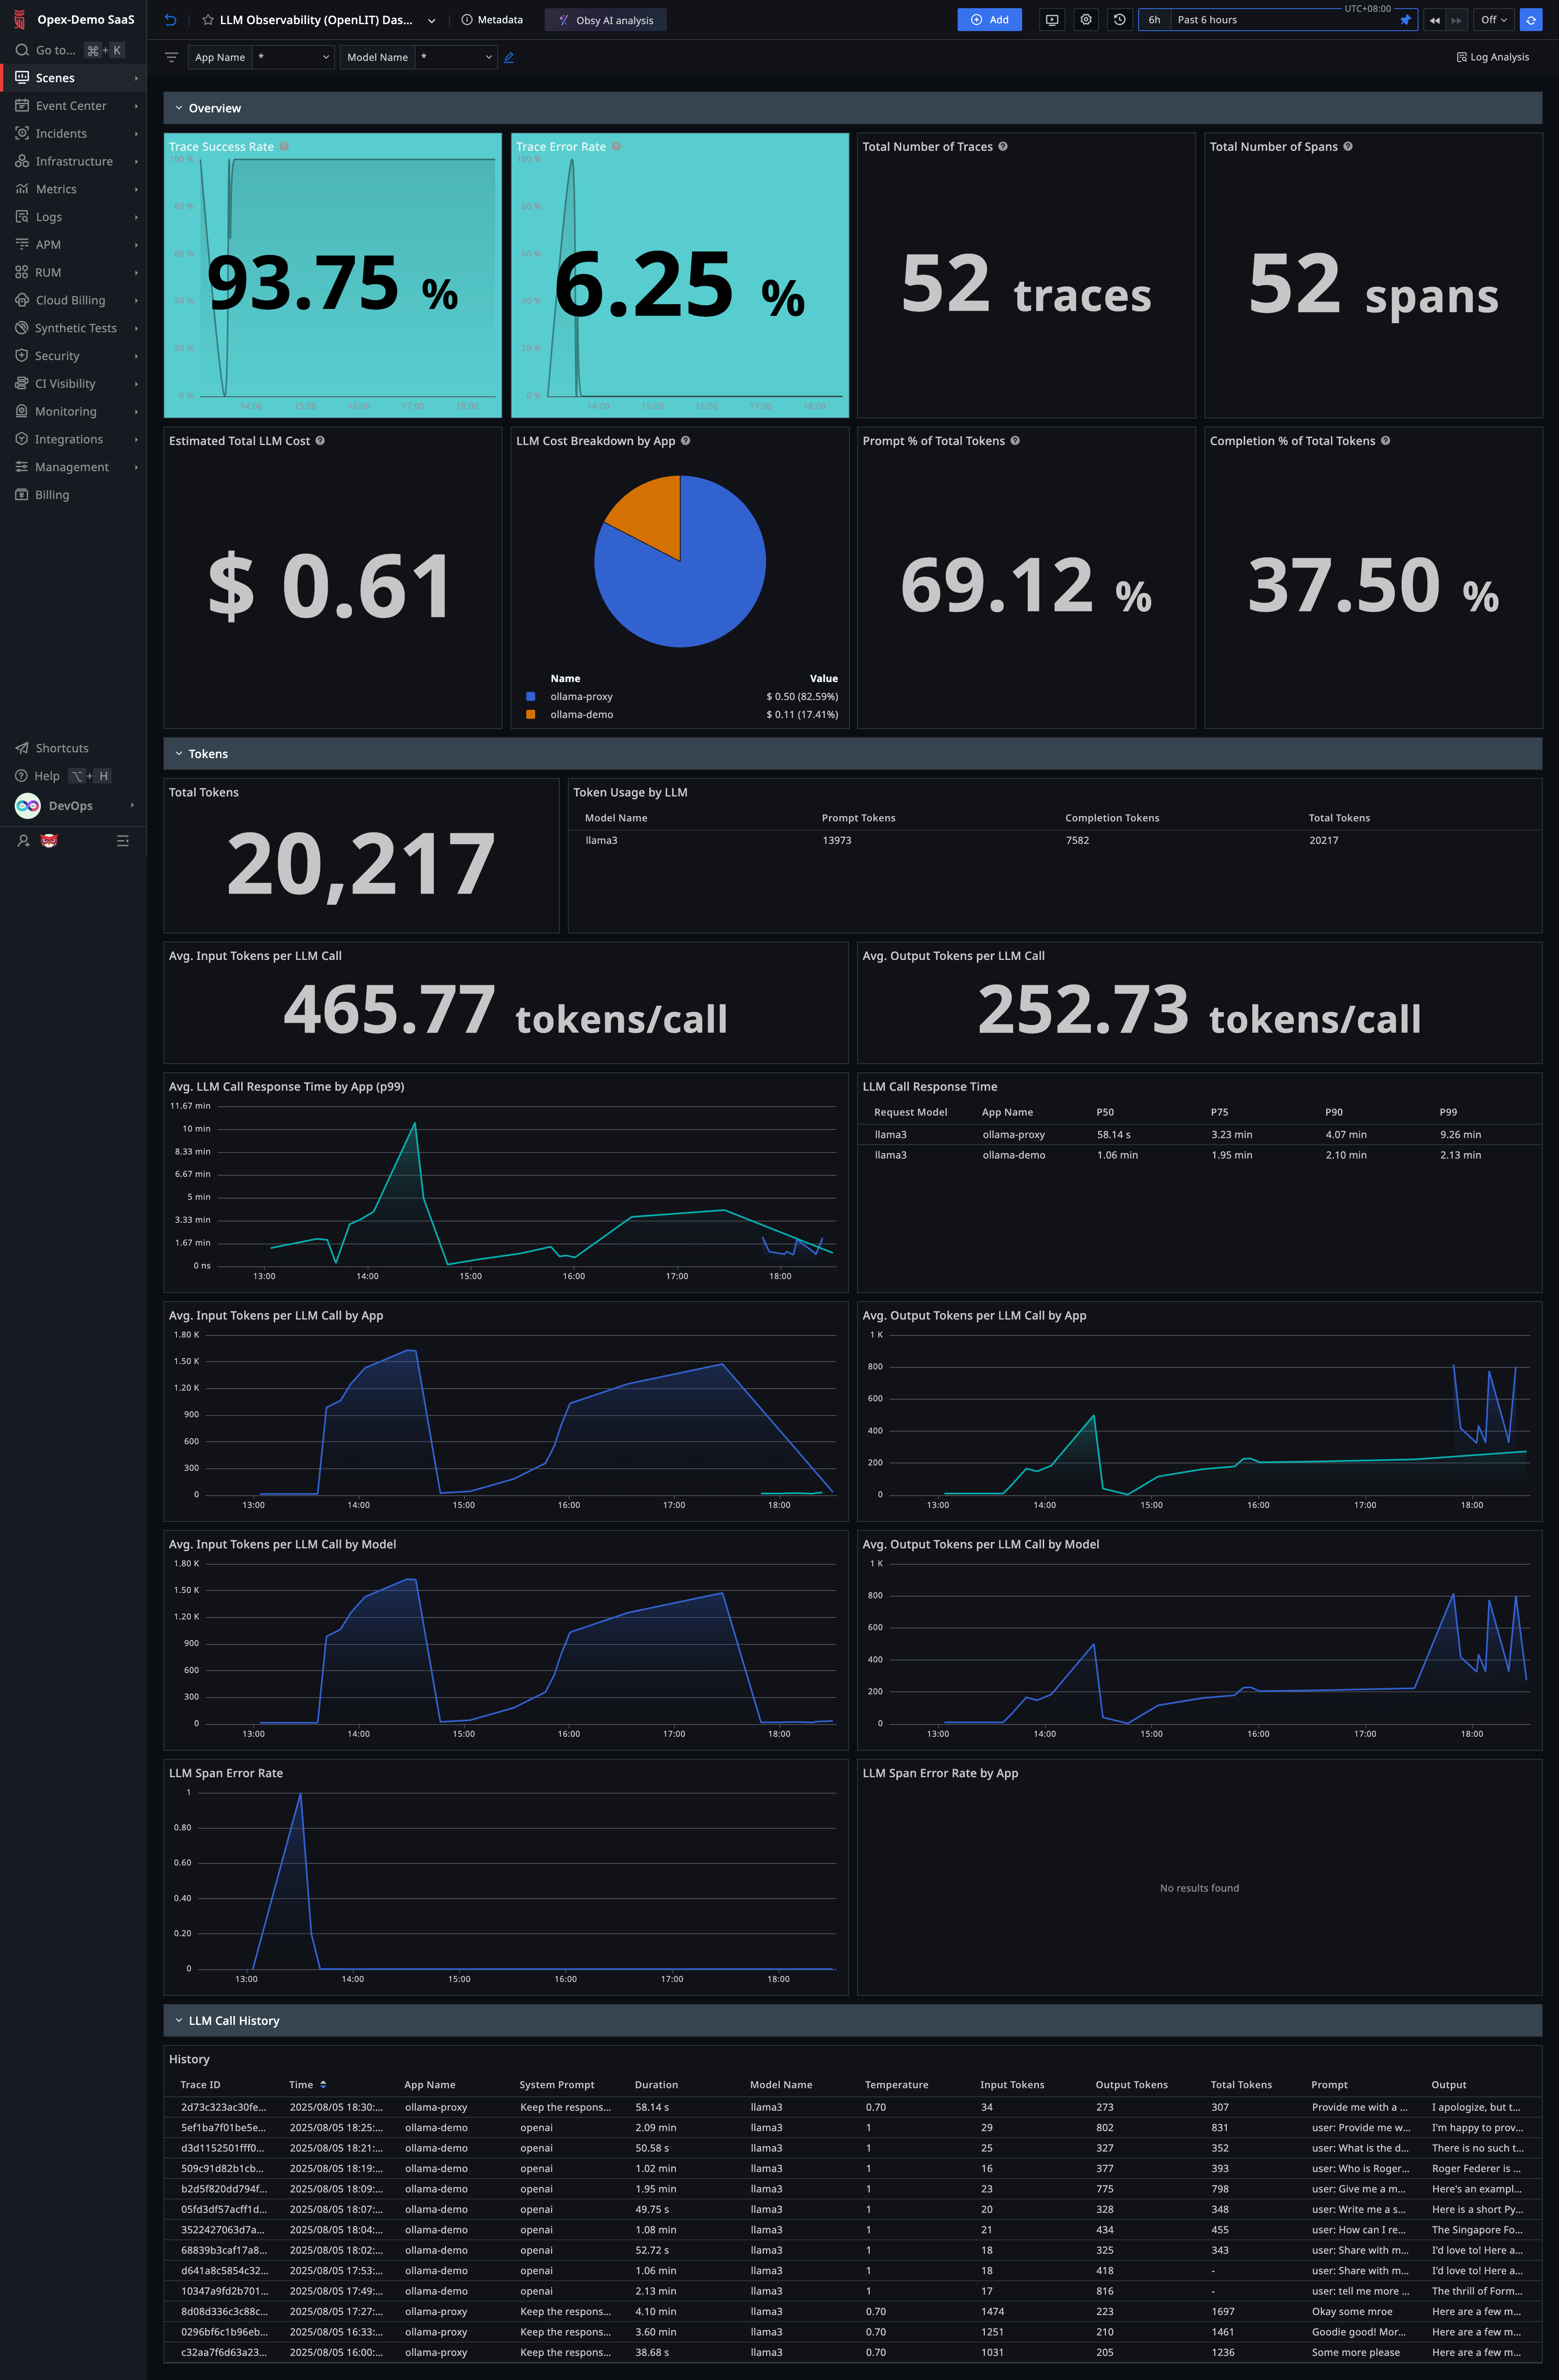 Opex-Demo SaaS
Go to... ⌘ + K
Scenes
Event Center
Incidents
Infrastructure
Metrics
Logs
APM
RUM
Cloud Billing
Synthetic Tests
Security
CI Visibility
Monitoring
Integrations
Management
Billing
Shortcuts
Help ⌥ + H
DevOps
LLM Observability (OpenLIT) Das...
Metadata
Obsy AI analysis
Add
6h Past 6 hours
UTC+08:00
Off
App Name *
Model Name *
Log Analysis
Overview
Trace Success Rate
100 %
80 %
60 %
40 %
20 %
0 %
93.75 %
14:00 15:00 16:00 17:00 18:00
Trace Error Rate
100 %
80 %
60 %
40 %
20 %
0 %
6.25 %
14:00 15:00 16:00 17:00 18:00
Total Number of Traces
52 traces
Total Number of Spans
52 spans
Estimated Total LLM Cost
$ 0.61
LLM Cost Breakdown by App
Name Value
ollama-proxy $ 0.50 (82.59%)
ollama-demo $ 0.11 (17.41%)
Prompt % of Total Tokens
69.12 %
Completion % of Total Tokens
37.50 %
Tokens
Total Tokens
20,217
Token Usage by LLM
Model Name Prompt Tokens Completion Tokens Total Tokens
llama3 13973 7582 20217
Avg. Input Tokens per LLM Call
465.77 tokens/call
Avg. Output Tokens per LLM Call
252.73 tokens/call
Avg. LLM Call Response Time by App (p99)
11.67 min
10 min
8.33 min
6.67 min
5 min
3.33 min
1.67 min
0 ns
13:00 14:00 15:00 16:00 17:00 18:00
LLM Call Response Time
Request Model App Name P50 P75 P90 P99
llama3 ollama-proxy 58.14 s 3.23 min 4.07 min 9.26 min
llama3 ollama-demo 1.06 min 1.95 min 2.10 min 2.13 min
Avg. Input Tokens per LLM Call by App
1.80 K
1.50 K
1.20 K
900
600
300
0
13:00 14:00 15:00 16:00 17:00 18:00
Avg. Output Tokens per LLM Call by App
1 K
800
600
400
200
0
13:00 14:00 15:00 16:00 17:00 18:00
Avg. Input Tokens per LLM Call by Model
1.80 K
1.50 K
1.20 K
900
600
300
0
13:00 14:00 15:00 16:00 17:00 18:00
Avg. Output Tokens per LLM Call by Model
1 K
800
600
400
200
0
13:00 14:00 15:00 16:00 17:00 18:00
LLM Span Error Rate
1
0.80
0.60
0.40
0.20
0
13:00 14:00 15:00 16:00 17:00 18:00
LLM Span Error Rate by App
No results found
LLM Call History
History
Trace ID Time App Name System Prompt Duration Model Name Temperature Input Tokens Output Tokens Total Tokens Prompt Output
2d73c323ac30fe... 2025/08/05 18:30:... ollama-proxy Keep the respons... 58.14 s llama3 0.70 34 273 307 Provide me with a ... I apologize, but t...
5ef1ba7f01be5e... 2025/08/05 18:25:... ollama-demo openai 2.09 min llama3 1 29 802 831 user: Provide me w... I'm happy to prov...
d3d1152501fff0... 2025/08/05 18:21:... ollama-demo openai 50.58 s llama3 1 25 327 352 user: What is the d... There is no such t...
509c91d82b1cb... 2025/08/05 18:19:... ollama-demo openai 1.02 min llama3 1 16 377 393 user: Who is Roger... Roger Federer is ...
b2d5f820dd794f... 2025/08/05 18:09:... ollama-demo openai 1.95 min llama3 1 23 775 798 user: Give me a m... Here's an exampl...
05fd3df57acff1d... 2025/08/05 18:07:... ollama-demo openai 49.75 s llama3 1 20 328 348 user: Write me a s... Here is a short Py...
3522427063d7a... 2025/08/05 18:04:... ollama-demo openai 1.08 min llama3 1 21 434 455 user: How can I re... The Singapore Fo...
68839b3caf17a8... 2025/08/05 18:02:... ollama-demo openai 52.72 s llama3 1 18 325 343 user: Share with m... I'd love to! Here a...
d641a8c5854c32... 2025/08/05 17:53:... ollama-demo openai 1.06 min llama3 1 18 418 - user: Share with m... I'd love to! Here a...
10347a9fd2b701... 2025/08/05 17:49:... ollama-demo openai 2.13 min llama3 1 17 816 - user: tell me more ... The thrill of Form...
8d08d336c3c88c... 2025/08/05 17:27:... ollama-proxy Keep the respons... 4.10 min llama3 0.70 1474 223 1697 Okay some mroe Here are a few m...
0296bf6c1b96eb... 2025/08/05 16:33:... ollama-proxy Keep the respons... 3.60 min llama3 0.70 1251 210 1461 Goodie good! Mor... Here are a few m...
c32aa7f6d63a23... 2025/08/05 16:00:... ollama-proxy Keep the respons... 38.68 s llama3 0.70 1031 205 1236 Some more please Here are a few m...